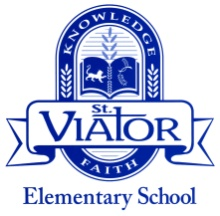 KNOWLEDGE
St.
VIATOR
FAITH
Elementary School